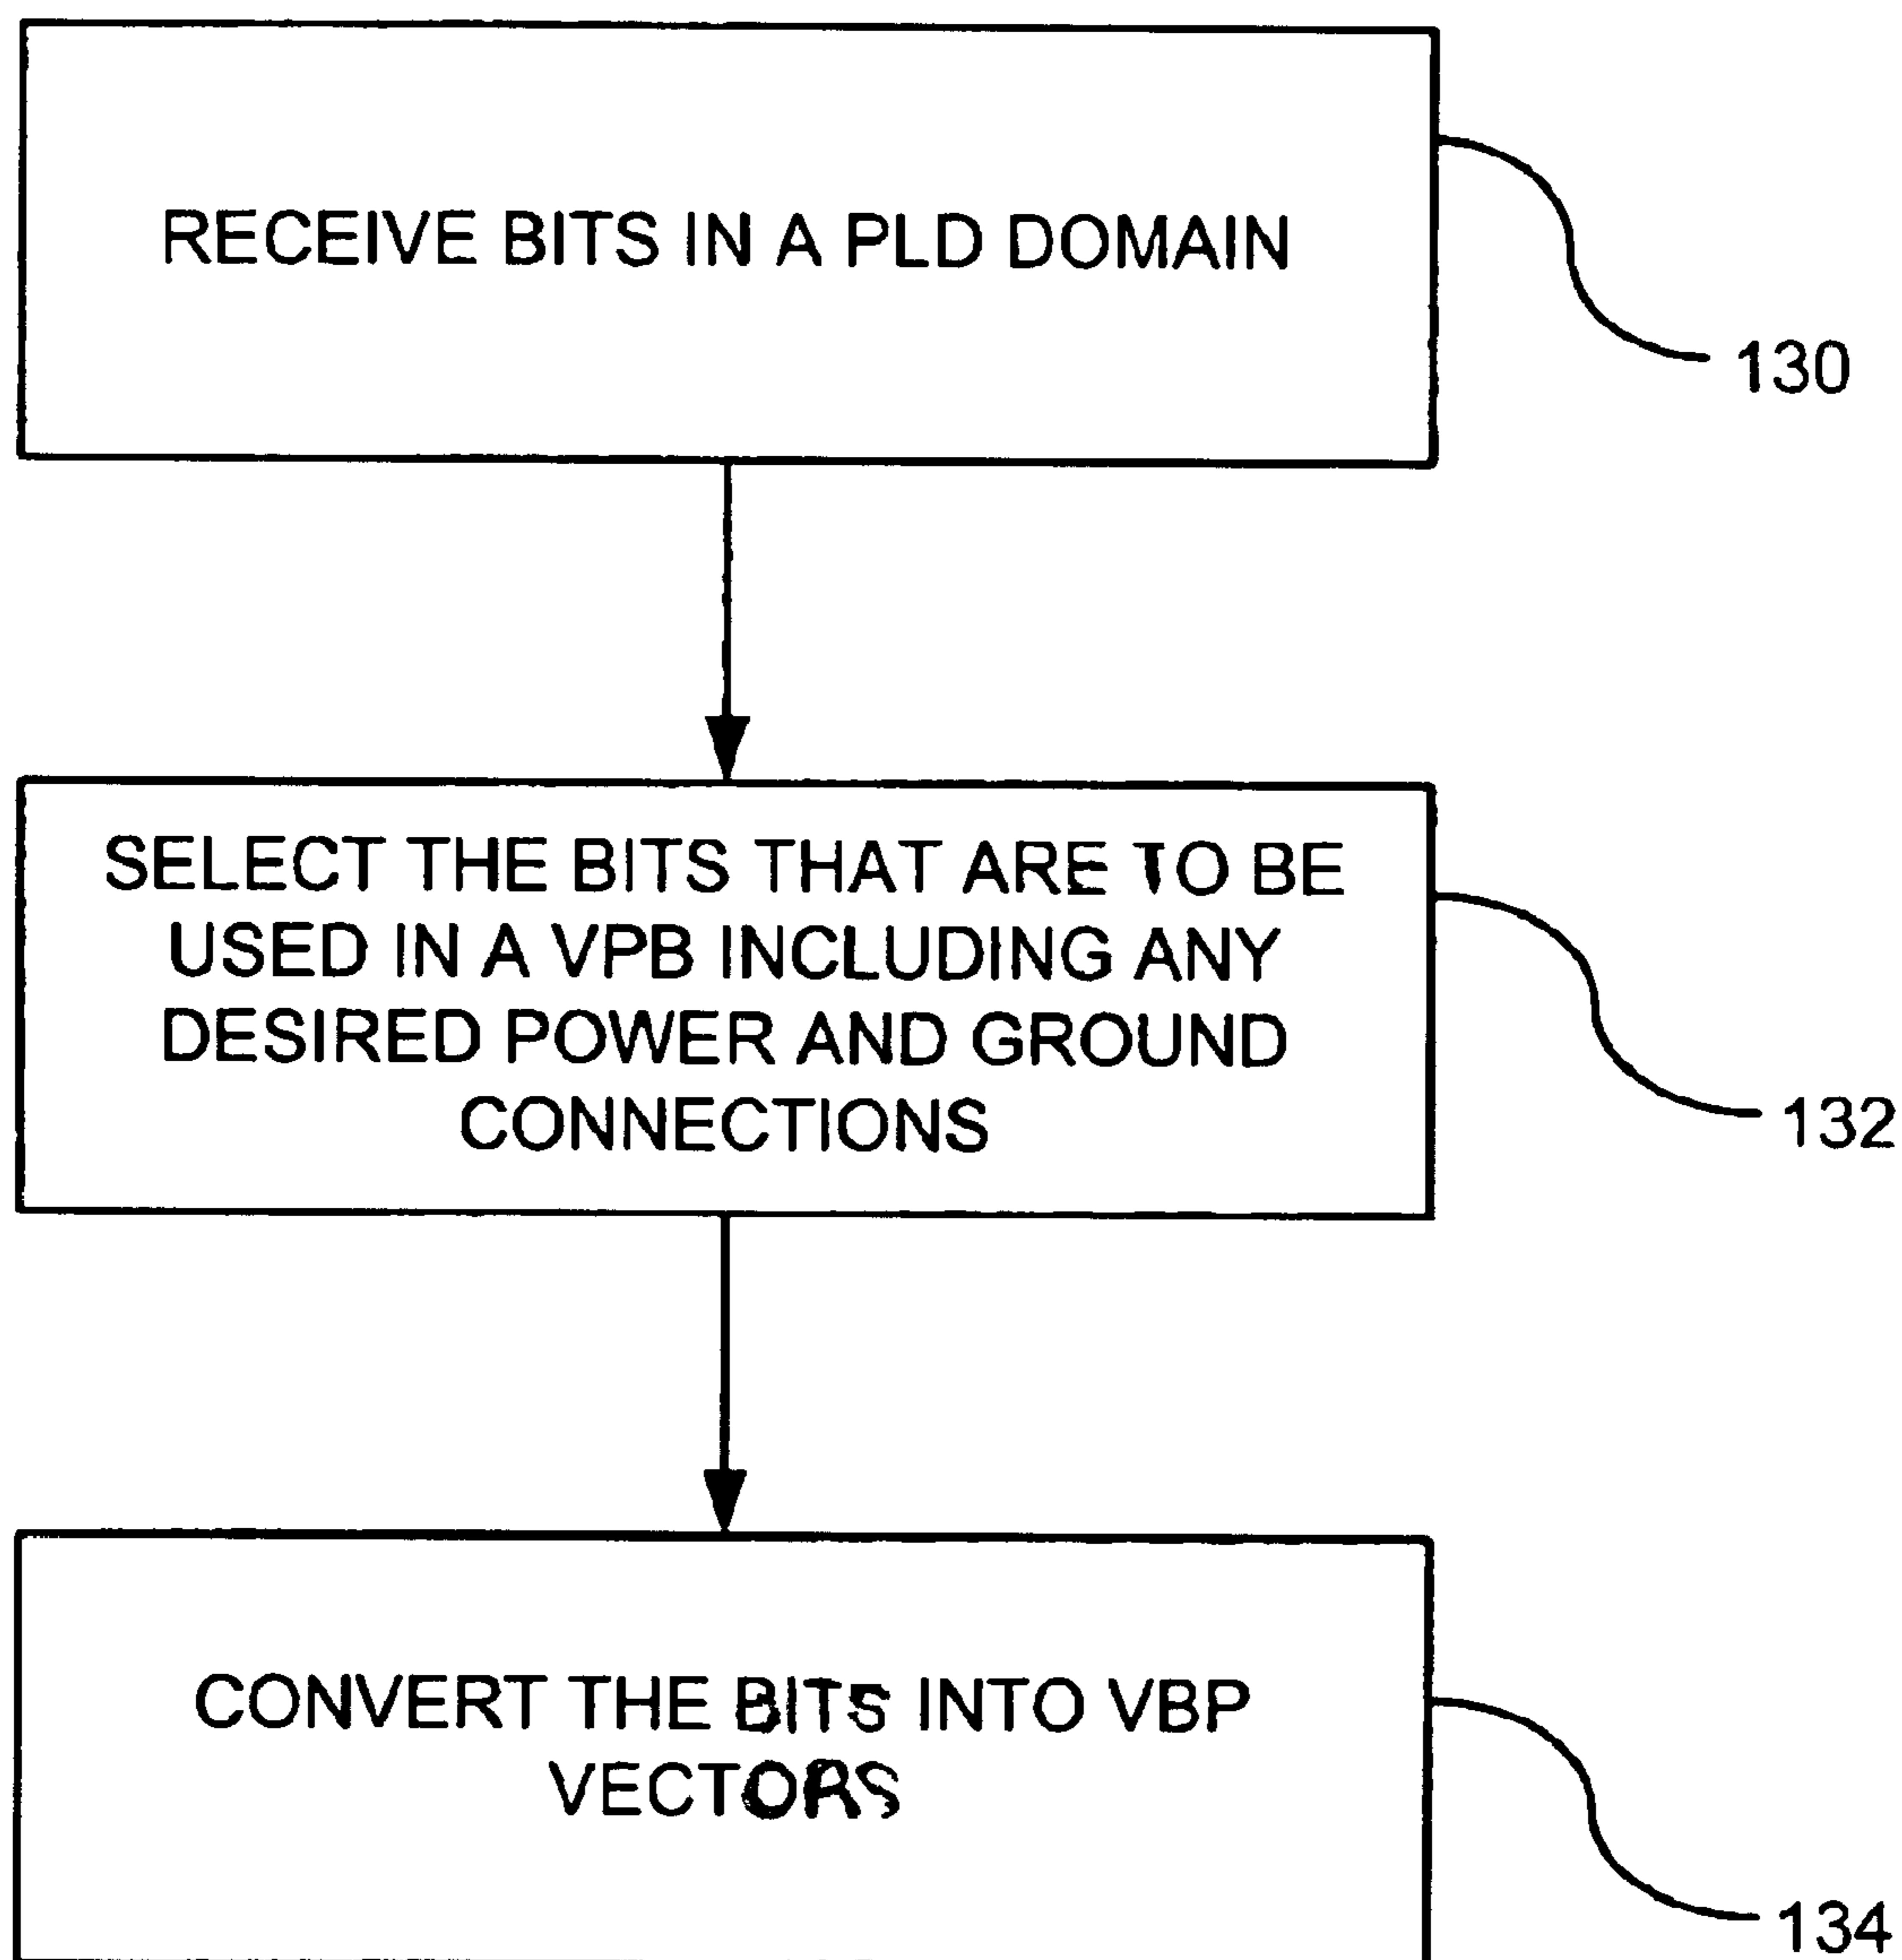 RECEIVE BITS IN A PLD DOMAIN
130
SELECT THE BITS THAT ARE TO BE
USED IN A VPB INCLUDING ANY
DESIRED POWER AND GROUND
CONNECTIONS
132
CONVERT THE BITS INTO VBP
VECTORS
134